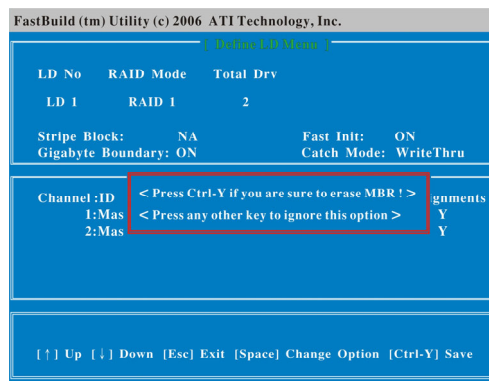 FastBuild (tm) Utility (c) 2006 ATI Technology, Inc.
[ Define LD Menu ]
LD No RAID Mode Total Drv
LD 1 RAID 1 2
Stripe Block: NA Fast Init: ON
Gigabyte Boundary: ON Catch Mode: WriteThru
< Press Ctrl-Y if you are sure to erase MBR ! >
Channel :ID gnments
< Press any other key to ignore this option >
1:Mas Y
2:Mas Y
[↑] Up [↓] Down [Esc] Exit [Space] Change Option [Ctrl-Y] Save